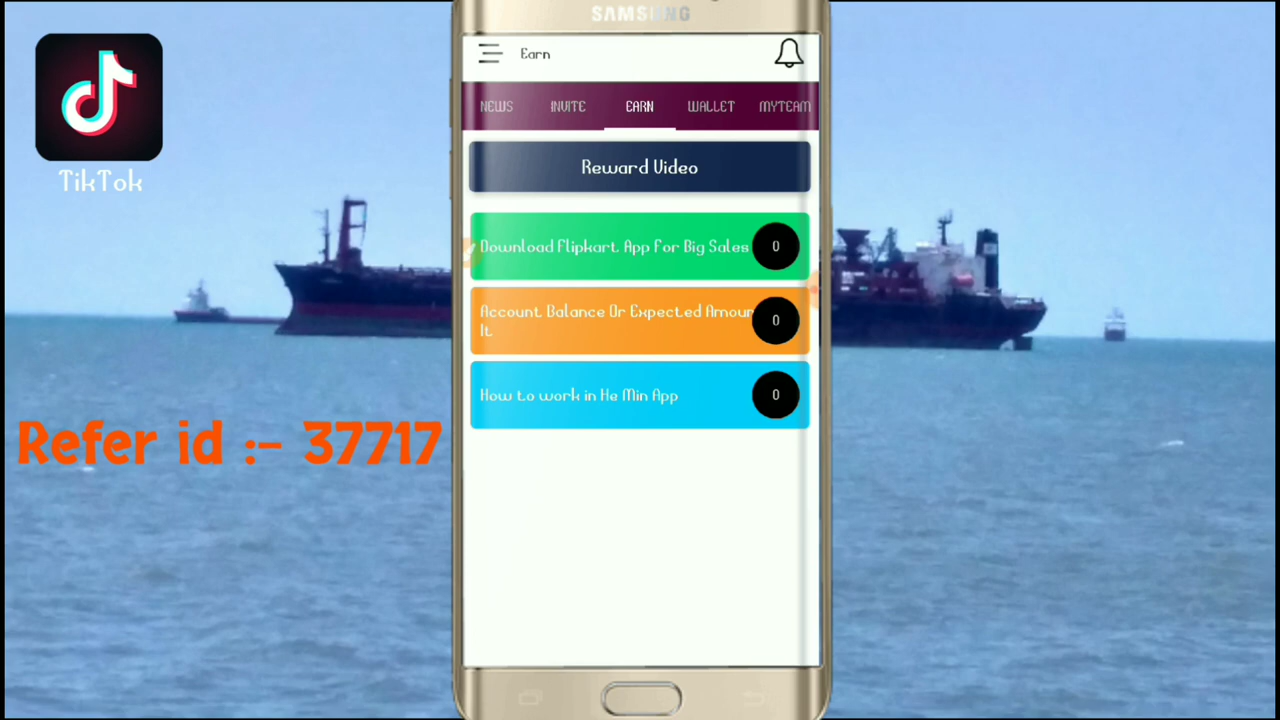 SAMSUNG
Earn
NEWS INVITE EARN WALLET MYTEAM
Reward Video
Download Flipkart App For Big Sales 0
Account Balance Or Expected Amour
It
0
How to work in He Min App 0
TikTok
Refer id :- 37717